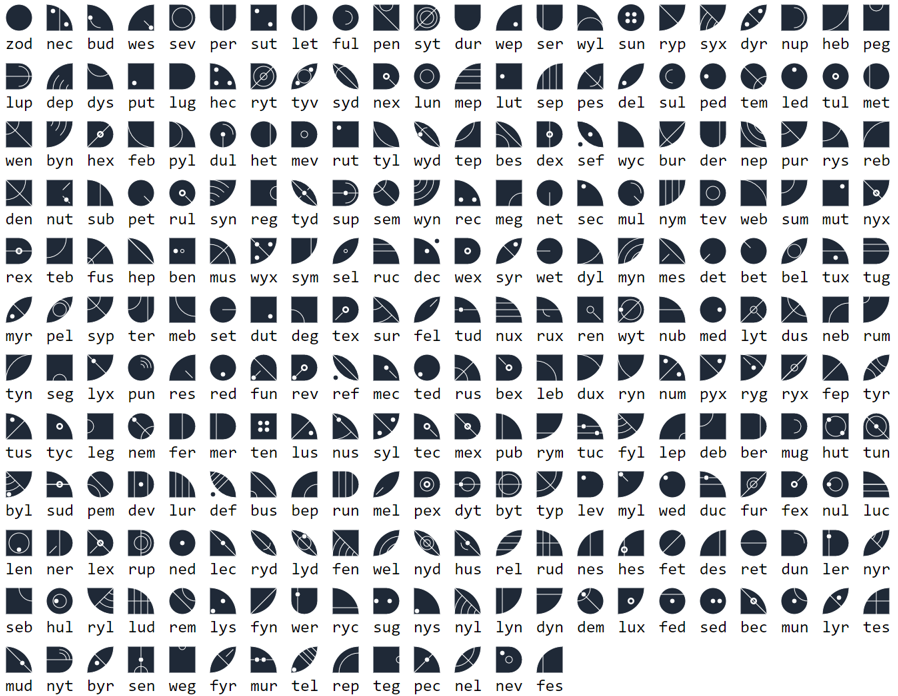 zod nec bud wes sev per sut let ful pen syt dur wep ser wyl sun ryp syx dyr nup heb peg
lup dep dys put lug hec ryt tyv syd nex lun mep lut sep pes del sul ped tem led tul met
wen byn hex feb pyl dul het mev rut tyl wyd tep bes dex sef wyc bur der nep pur rys reb
den nut sub pet rul syn reg tyd sup sem wyn rec meg net sec mul nym tev web sum mut nyx
rex teb fus hep ben mus wyx sym sel ruc dec wex syr wet dyl myn mes det bet bel tux tug
myr pel syp ter meb set dut deg tex sur fel tud nux rux ren wyt nub med lyt dus neb rum
tyn seg lyx pun res red fun rev ref mec ted rus bex leb dux ryn num pyx ryg ryx fep tyr
tus tyc leg nem fer mer ten lus nus syl tec mex pub rym tuc fyl lep deb ber mug hut tun
byl sud pem dev lur def bus bep run mel pex dyt byt typ lev myl wed duc fur fex nul luc
len ner lex rup ned lec ryd lyd fen wel nyd hus rel rud nes hes fet des ret dun ler nyr
seb hul ryl lud rem lys fyn wer ryc sug nys nyl lyn dyn dem lux fed sed bec mun lyr tes
mud nyt byr sen weg fyr mur tel rep teg pec nel nev fes